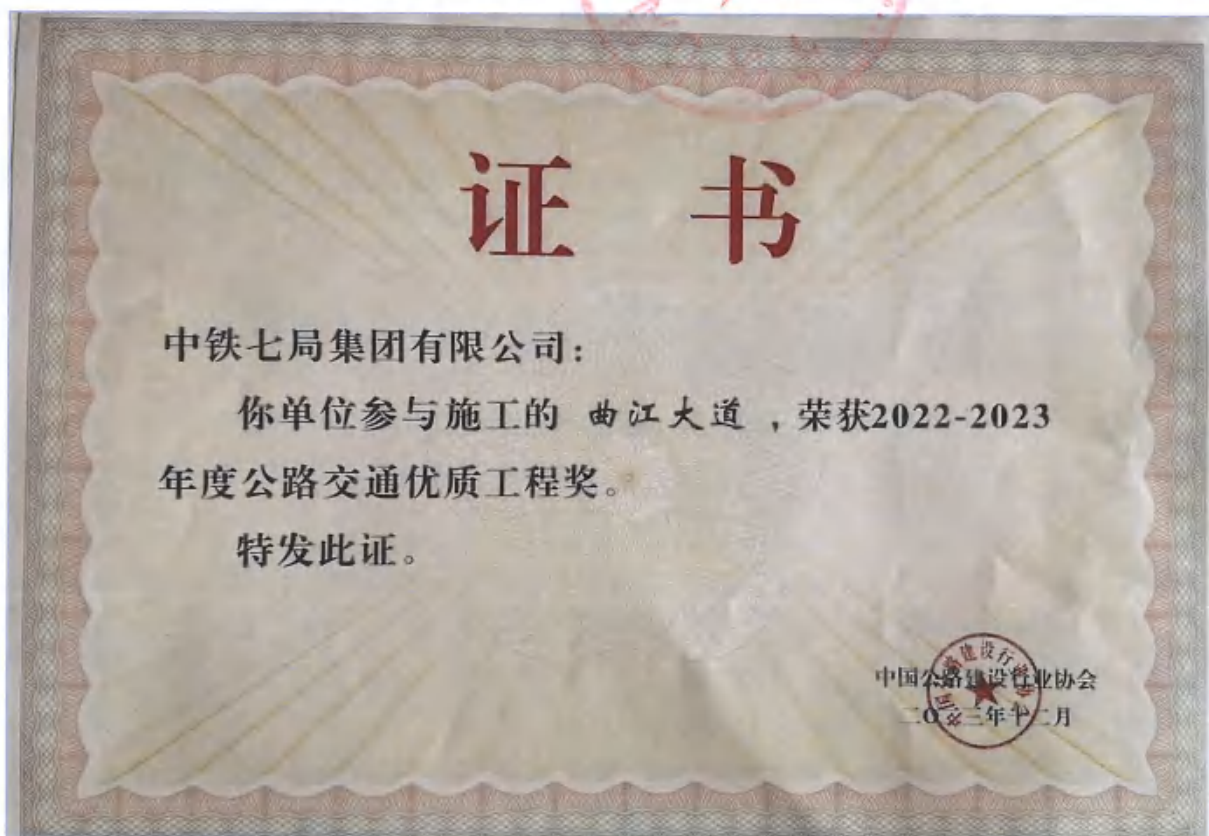 证 书
中铁七局集团有限公司：
你单位参与施工的 曲江大道 ，荣获2022-2023
年度公路交通优质工程奖。
特发此证。
中国公路建设行业协会
二〇二三年十二月